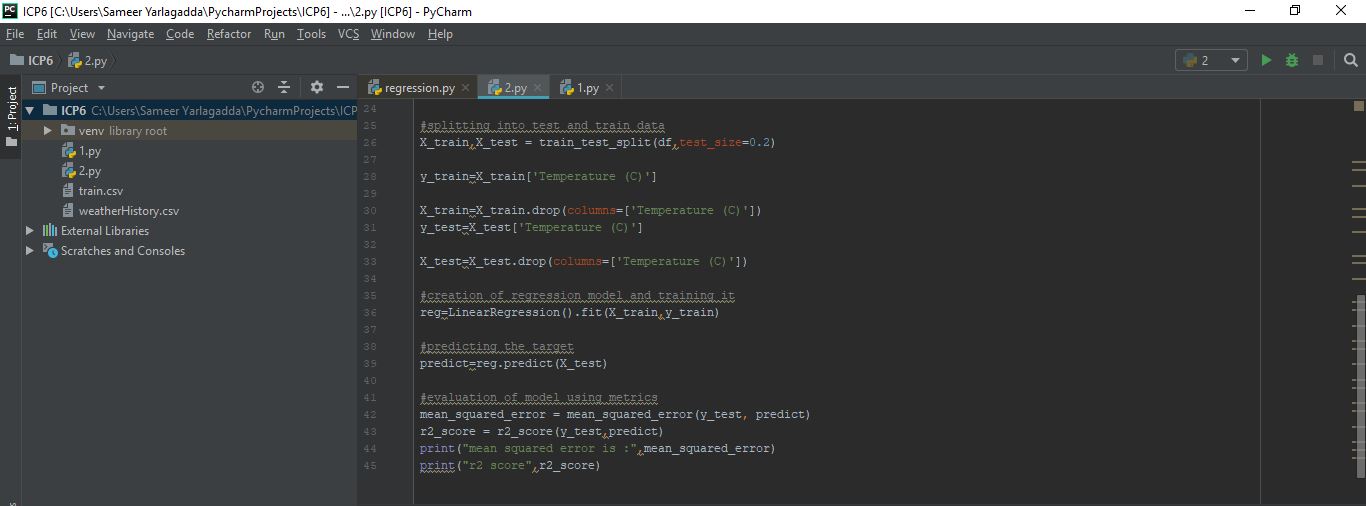 ICP6 [C:\Users\Sameer Yarlagadda\PycharmProjects\ICP6] - ...\2.py [ICP6] - PyCharm
File Edit View Navigate Code Refactor Run Tools VCS Window Help
ICP6 2.py 2
1: Project
Project
regression.py 2.py 1.py
ICP6 C:\Users\Sameer Yarlagadda\PycharmProjects\ICP
venv library root
1.py
2.py
train.csv
weatherHistory.csv
External Libraries
Scratches and Consoles
24
25 #splitting into test and train data
26 X_train,X_test = train_test_split(df,test_size=0.2)
27
28 y_train=X_train['Temperature (C)']
29
30 X_train=X_train.drop(columns=['Temperature (C)'])
31 y_test=X_test['Temperature (C)']
32
33 X_test=X_test.drop(columns=['Temperature (C)'])
34
35 #creation of regression model and training it
36 reg=LinearRegression().fit(X_train,y_train)
37
38 #predicting the target
39 predict=reg.predict(X_test)
40
41 #evaluation of model using metrics
42 mean_squared_error = mean_squared_error(y_test, predict)
43 r2_score = r2_score(y_test,predict)
44 print("mean squared error is :",mean_squared_error)
45 print("r2 score",r2_score)